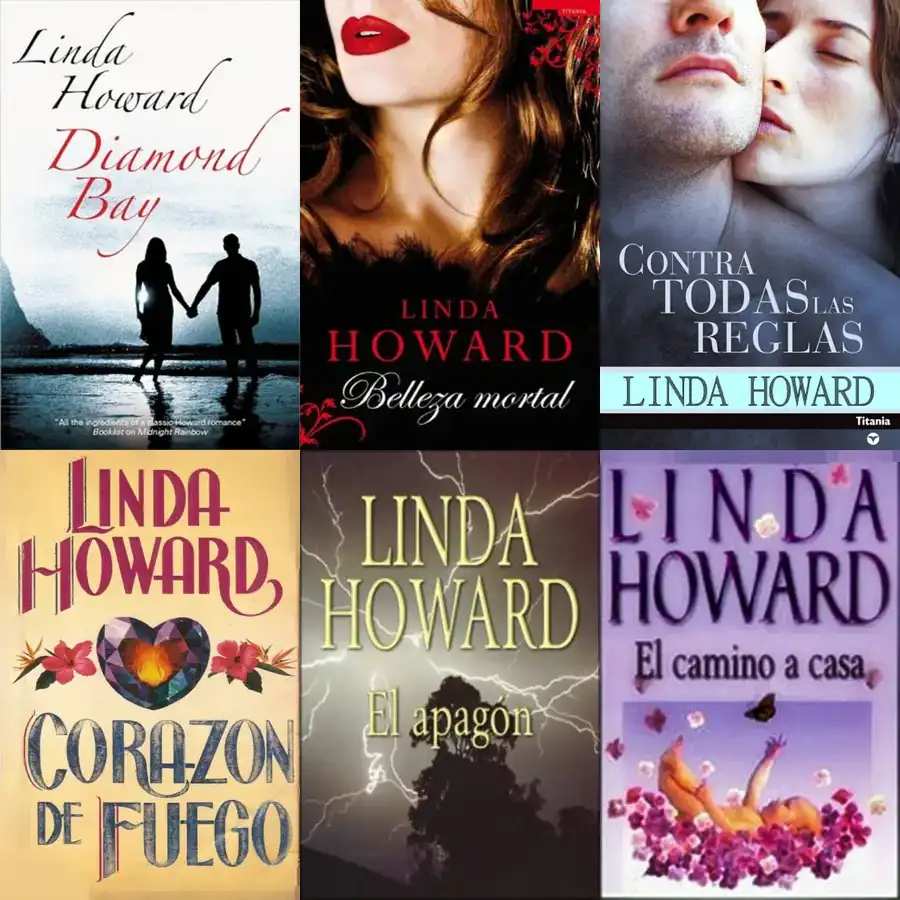 Linda
Howard
Diamond
Bay
"All the ingredients of a classic Howard romance"
Booklist on Midnight Rainbow
TITANIA
LINDA
HOWARD
Belleza mortal
CONTRA
TODAS LAS
REGLAS
LINDA HOWARD
Titania
LINDA
HOWARD
CORAZON
DE FUEGO
LINDA
HOWARD
El apagón
LINDA
HOWARD
El camino a casa